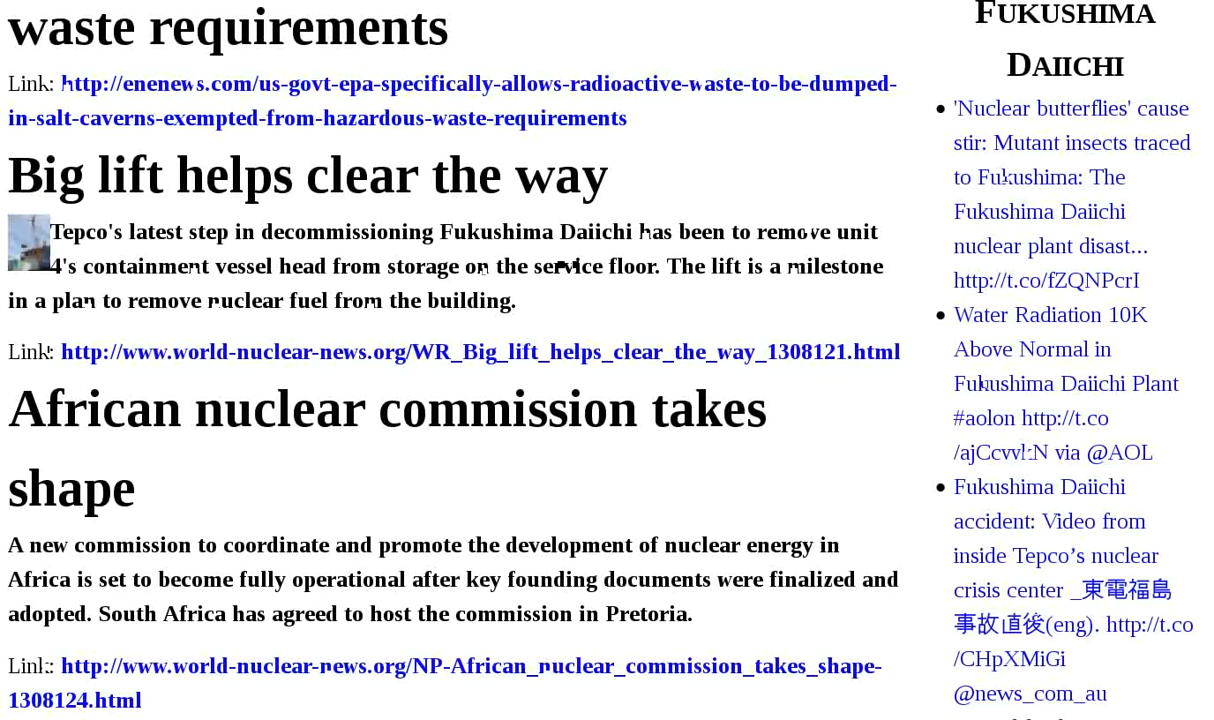 waste requirements
Link: http://enenews.com/us-govt-epa-specifically-allows-radioactive-waste-to-be-dumped-
in-salt-caverns-exempted-from-hazardous-waste-requirements
Big lift helps clear the way
Tepco's latest step in decommissioning Fukushima Daiichi has been to remove unit
4's containment vessel head from storage on the service floor. The lift is a milestone
in a plan to remove nuclear fuel from the building.
Link: http://www.world-nuclear-news.org/WR_Big_lift_helps_clear_the_way_1308121.html
African nuclear commission takes
shape
A new commission to coordinate and promote the development of nuclear energy in
Africa is set to become fully operational after key founding documents were finalized and
adopted. South Africa has agreed to host the commission in Pretoria.
Link: http://www.world-nuclear-news.org/NP-African_nuclear_commission_takes_shape-
1308124.html
FUKUSHIMA
DAIICHI
'Nuclear butterflies' cause
stir: Mutant insects traced
to Fukushima: The
Fukushima Daiichi
nuclear plant disast...
http://t.co/fZQNPcrI
Water Radiation 10K
Above Normal in
Fukushima Daiichi Plant
#aolon http://t.co
via @AOL
Fukushima Daiichi
accident: Video from
inside Tepco’s nuclear
crisis center _東電福島
事故直後(eng). http://t.co
/CHpXMiGi
@news_com_au